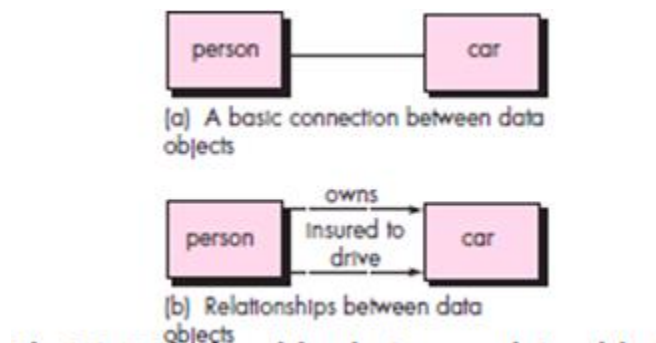 person car
(a) A basic connection between data
objects
owns
person insured to car
drive
(b) Relationships between data
objects